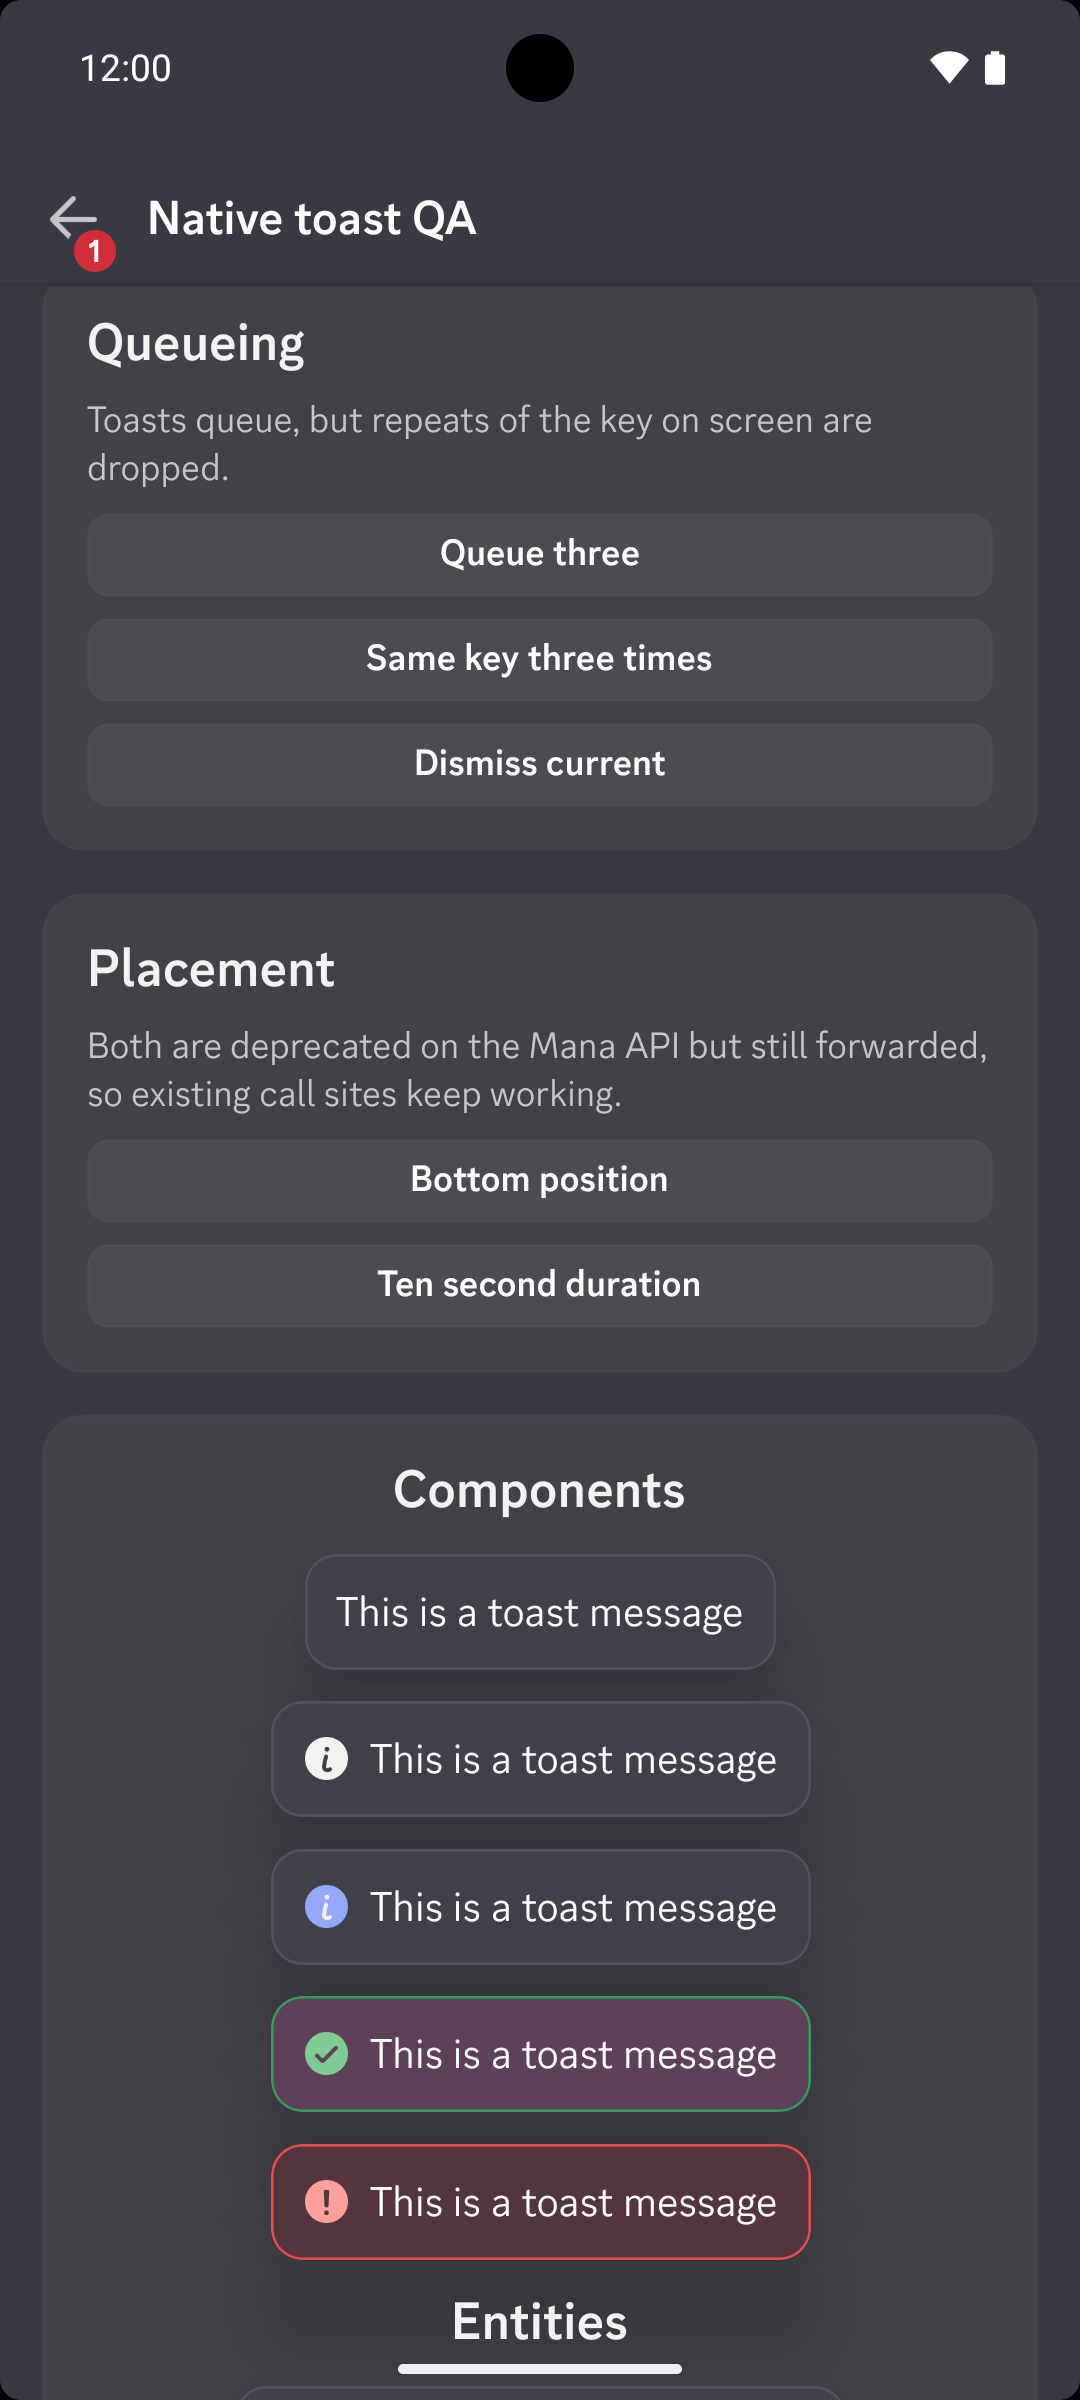 12:00
1
Native toast QA
Queueing
Toasts queue, but repeats of the key on screen are
dropped.
Queue three
Same key three times
Dismiss current
Placement
Both are deprecated on the Mana API but still forwarded,
so existing call sites keep working.
Bottom position
Ten second duration
Components
This is a toast message
This is a toast message
This is a toast message
This is a toast message
This is a toast message
Entities